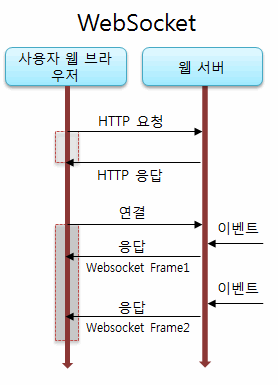 WebSocket
사용자 웹 브라
우저
웹 서버
HTTP 요청
HTTP 응답
연결
이벤트
응답
Websocket Frame1
이벤트
응답
Websocket Frame2